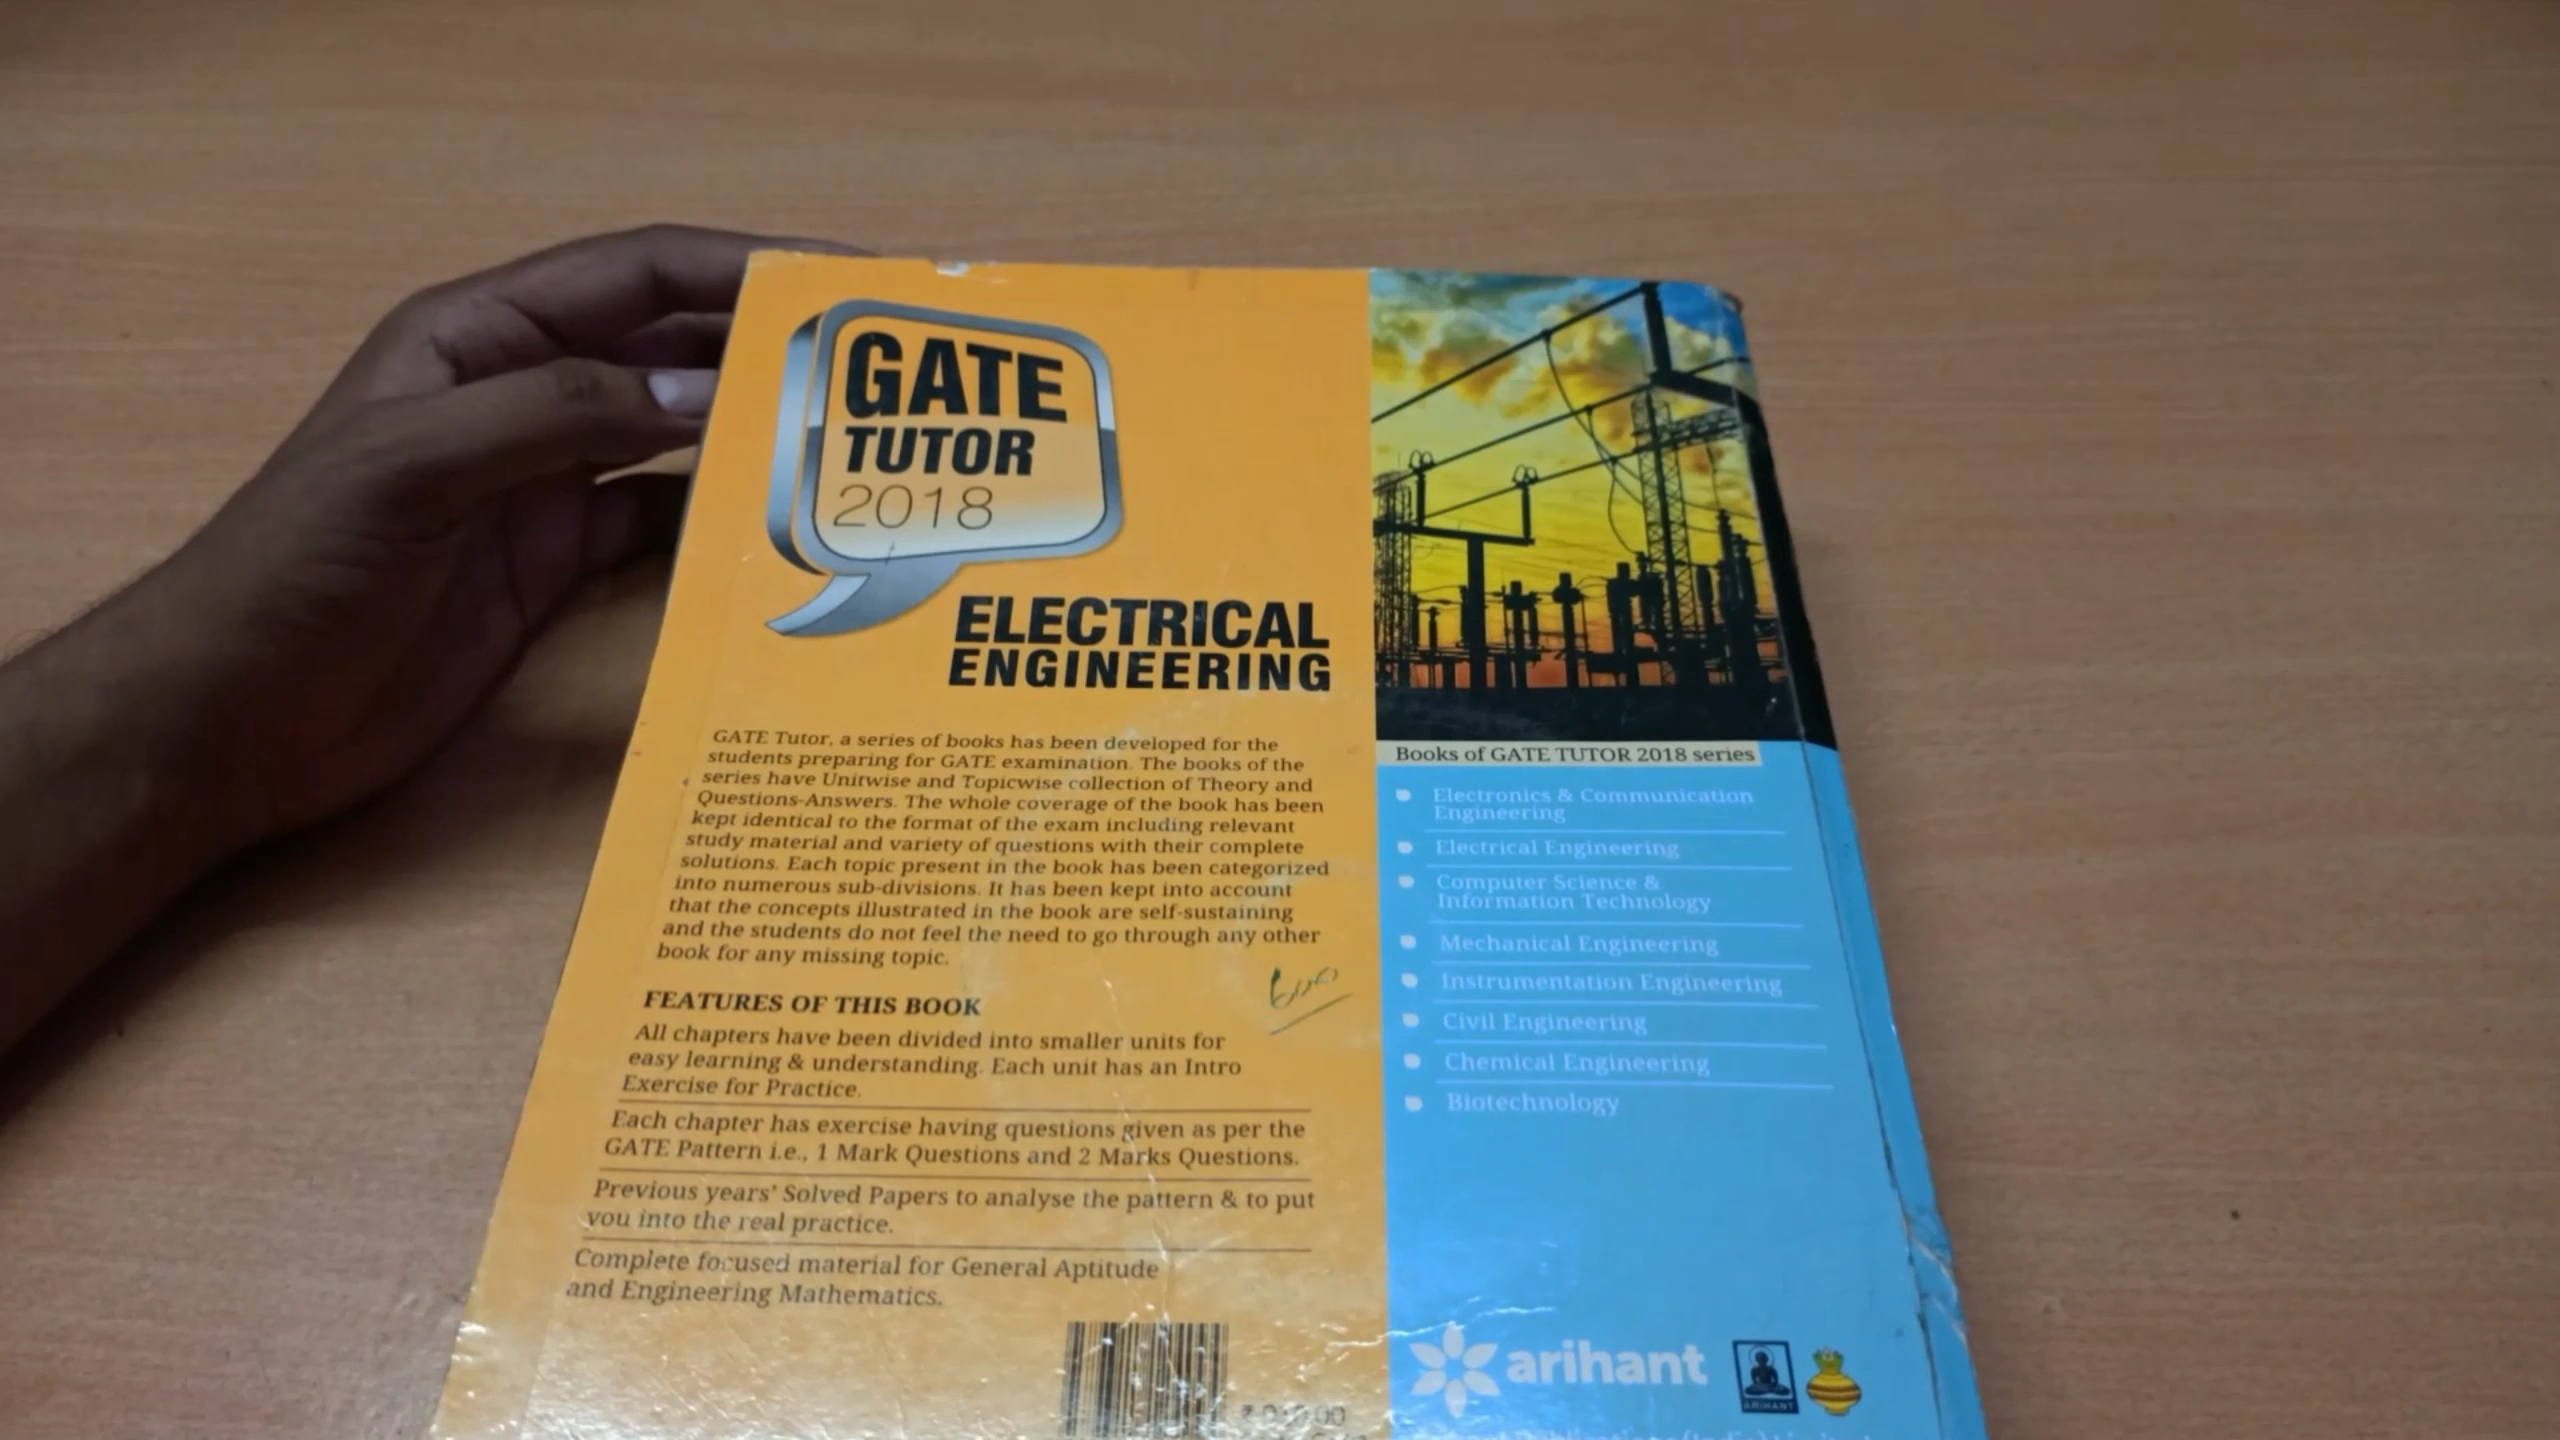 GATE
TUTOR
2018
ELECTRICAL
ENGINEERING
GATE Tutor, a series of books has been developed for the
students preparing for GATE examination. The books of the
series have Unitwise and Topicwise collection of Theory and
Questions-Answers. The whole coverage of the book has been
kept identical to the format of the exam including relevant
study material and variety of questions with their complete
solutions. Each topic present in the book has been categorized
into numerous sub-divisions. It has been kept into account
that the concepts illustrated in the book are self-sustaining
and the students do not feel the need to go through any other
book for any missing topic.
FEATURES OF THIS BOOK
All chapters have been divided into smaller units for
easy learning & understanding. Each unit has an Intro
Exercise for Practice.
Each chapter has exercise having questions given as per the
GATE Pattern i.e., 1 Mark Questions and 2 Marks Questions.
Previous years' Solved Papers to analyse the pattern & to put
you into the real practice.
Complete focused material for General Aptitude
and Engineering Mathematics.
Books of GATE TUTOR 2018 series
Electronics & Communication
Engineering
Electrical Engineering
Computer Science &
Information Technology
Mechanical Engineering
Instrumentation Engineering
Civil Engineering
Chemical Engineering
Biotechnology
arihant
ARIHANT